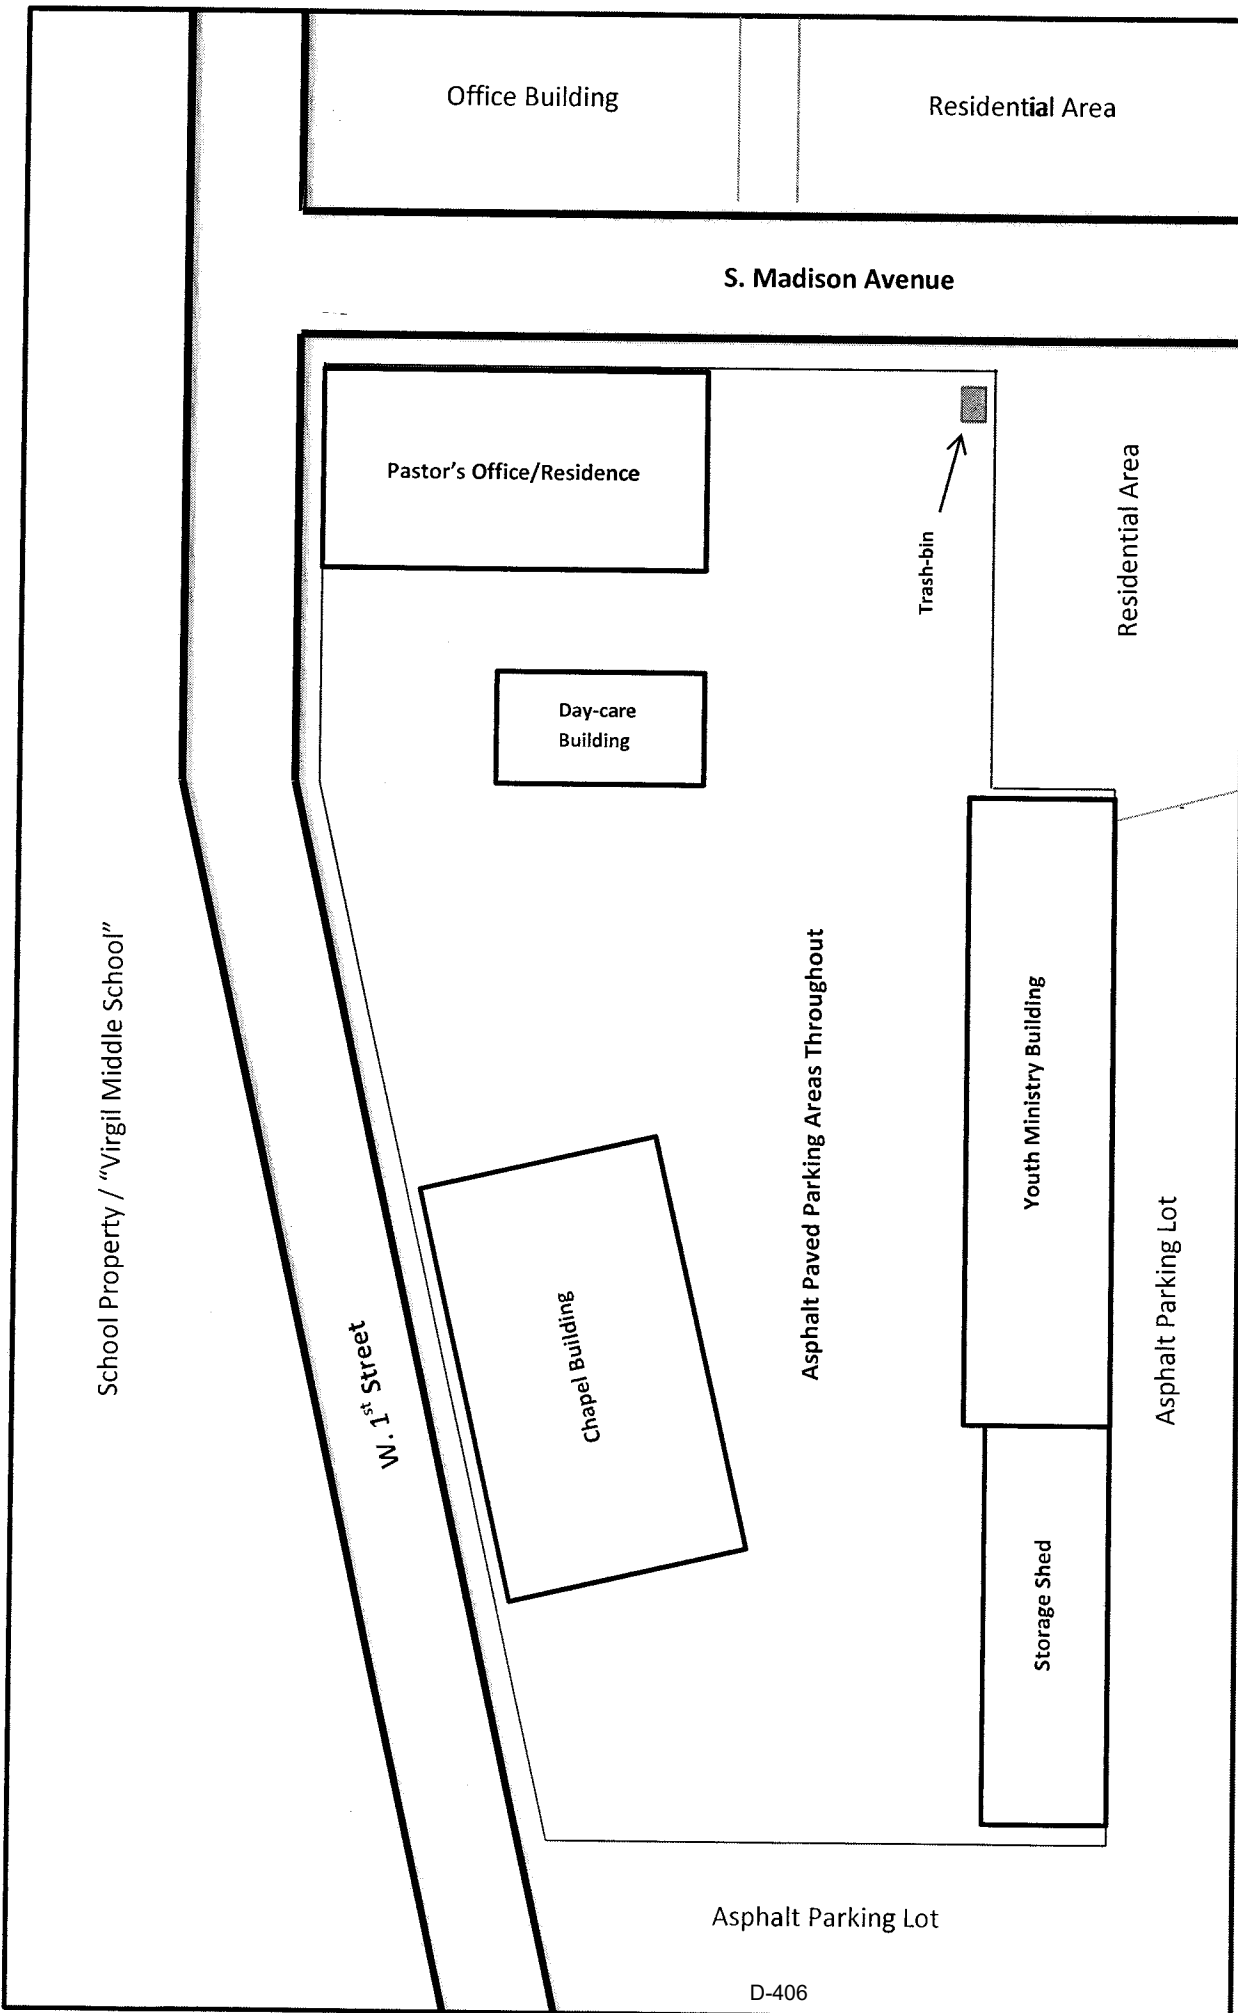 Office Building
Residential Area
S. Madison Avenue
Pastor's Office/Residence
Trash-bin
Residential Area
Day-care
Building
School Property / "Virgil Middle School"
W. 1st Street
Chapel Building
Asphalt Paved Parking Areas Throughout
Youth Ministry Building
Asphalt Parking Lot
Storage Shed
Asphalt Parking Lot
D-406